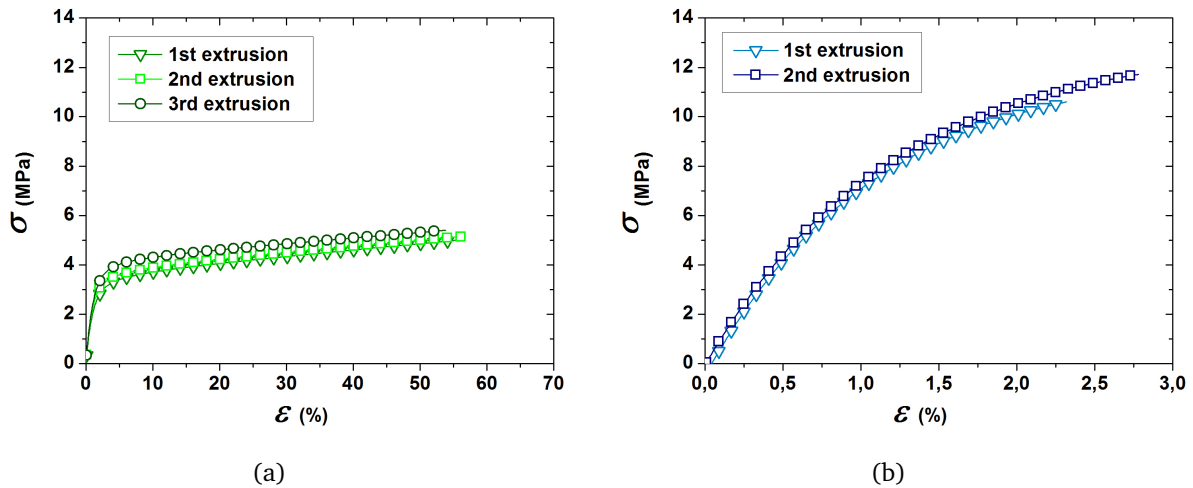 14
12
10
8
6
4
2
0
σ (MPa)
1st extrusion
2nd extrusion
3rd extrusion
0 10 20 30 40 50 60 70
ε (%)
(a)
14
12
10
8
6
4
2
0
σ (MPa)
1st extrusion
2nd extrusion
0,0 0,5 1,0 1,5 2,0 2,5 3,0
ε (%)
(b)